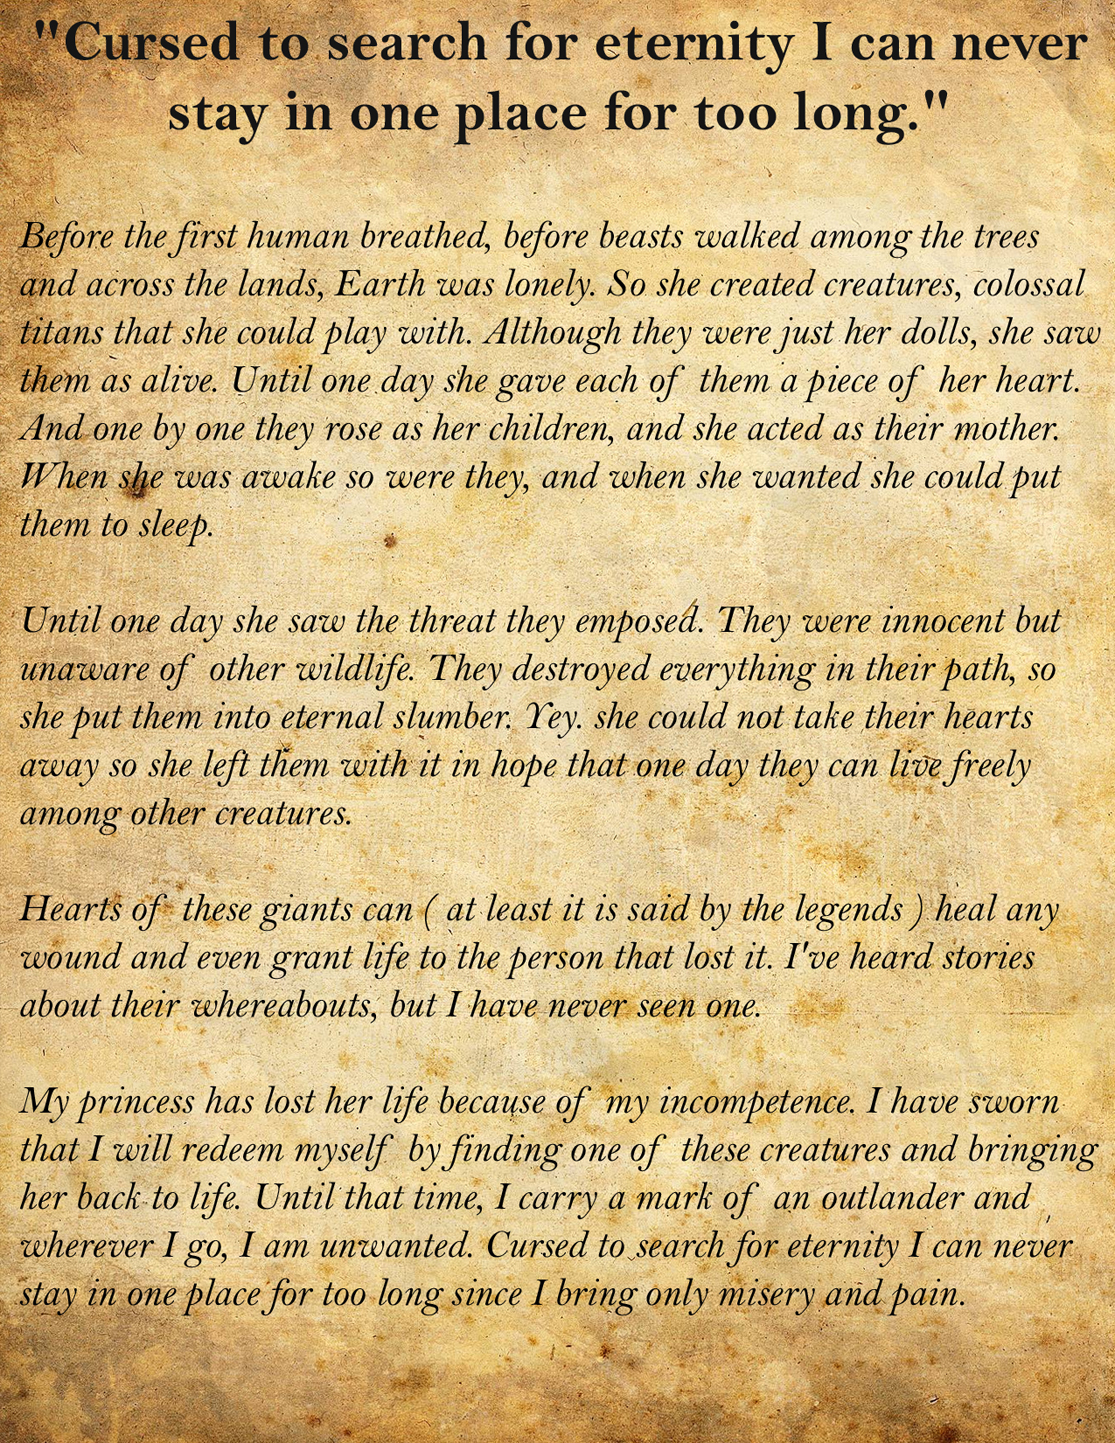 "Cursed to search for eternity I can never
stay in one place for too long."
Before the first human breathed, before beasts walked among the trees
and across the lands, Earth was lonely. So she created creatures, colossal
titans that she could play with. Although they were just her dolls, she saw
them as alive. Until one day she gave each of them a piece of her heart.
And one by one they rose as her children, and she acted as their mother.
When she was awake so were they, and when she wanted she could put
them to sleep.
Until one day she saw the threat they emposed. They were innocent but
unaware of other wildlife. They destroyed everything in their path, so
she put them into eternal slumber. Yey. she could not take their hearts
away so she left them with it in hope that one day they can live freely
among other creatures.
Hearts of these giants can ( at least it is said by the legends ) heal any
wound and even grant life to the person that lost it. I've heard stories
about their whereabouts, but I have never seen one.
My princess has lost her life because of my incompetence. I have sworn
that I will redeem myself by finding one of these creatures and bringing
her back to life. Until that time, I carry a mark of an outlander and
wherever I go, I am unwanted. Cursed to search for eternity I can never
stay in one place for too long since I bring only misery and pain.